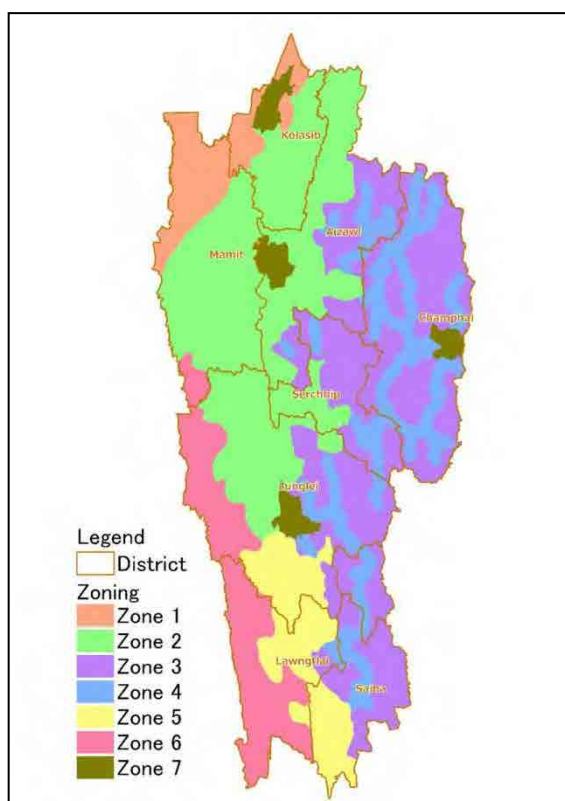 Kolasib
Aizawl
Mamit
Champhai
Serchhip
Lunglei
Legend
District
Zoning
Zone 1
Zone 2
Zone 3
Zone 4
Zone 5
Zone 6
Zone 7
Lawngtlai
Saiha